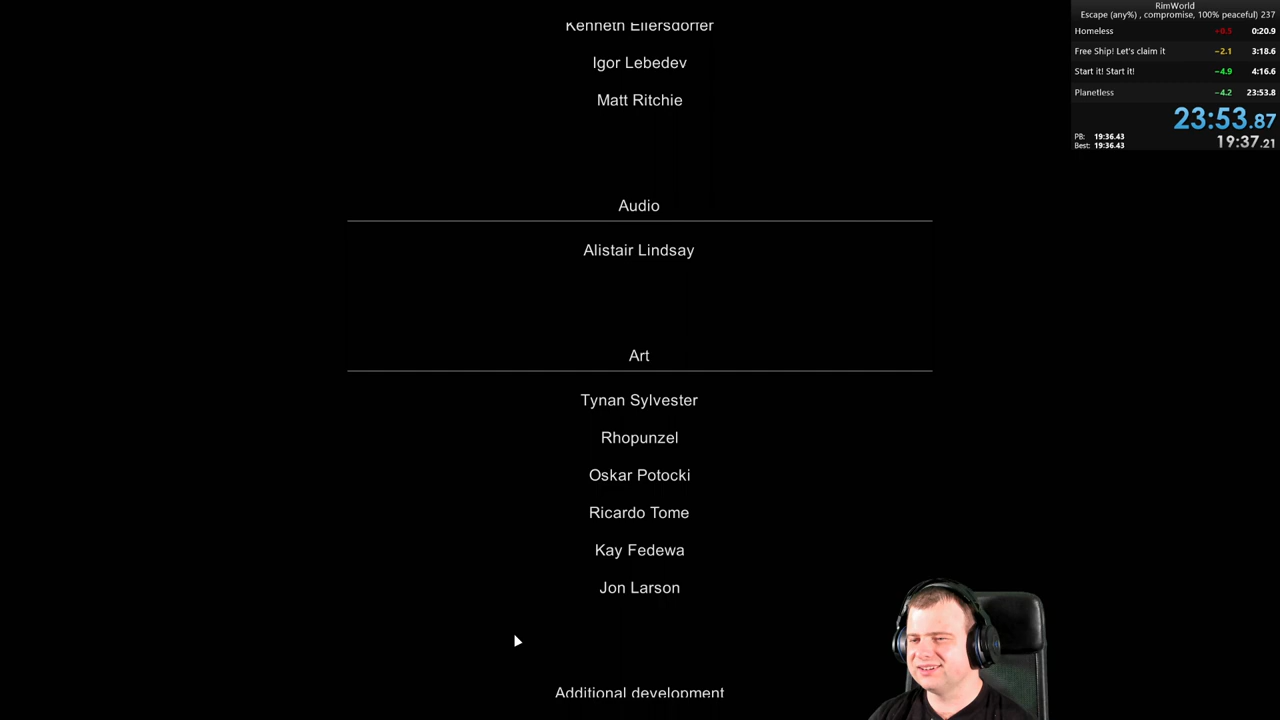 Kenneth Ellersdorfer
Igor Lebedev
Matt Ritchie
Audio
Alistair Lindsay
Art
Tynan Sylvester
Rhopunzel
Oskar Potocki
Ricardo Tome
Kay Fedewa
Jon Larson
Additional development
RimWorld
Escape (any%) , compromise, 100% peaceful) 237
Homeless +0.5 0:20.9
Free Ship! Let's claim it −2.1 3:18.6
Start it! Start it! −4.9 4:16.6
Planetless −4.2 23:53.8
23:53.87
PB: 19:36.43
Best: 19:36.43
19:37.21